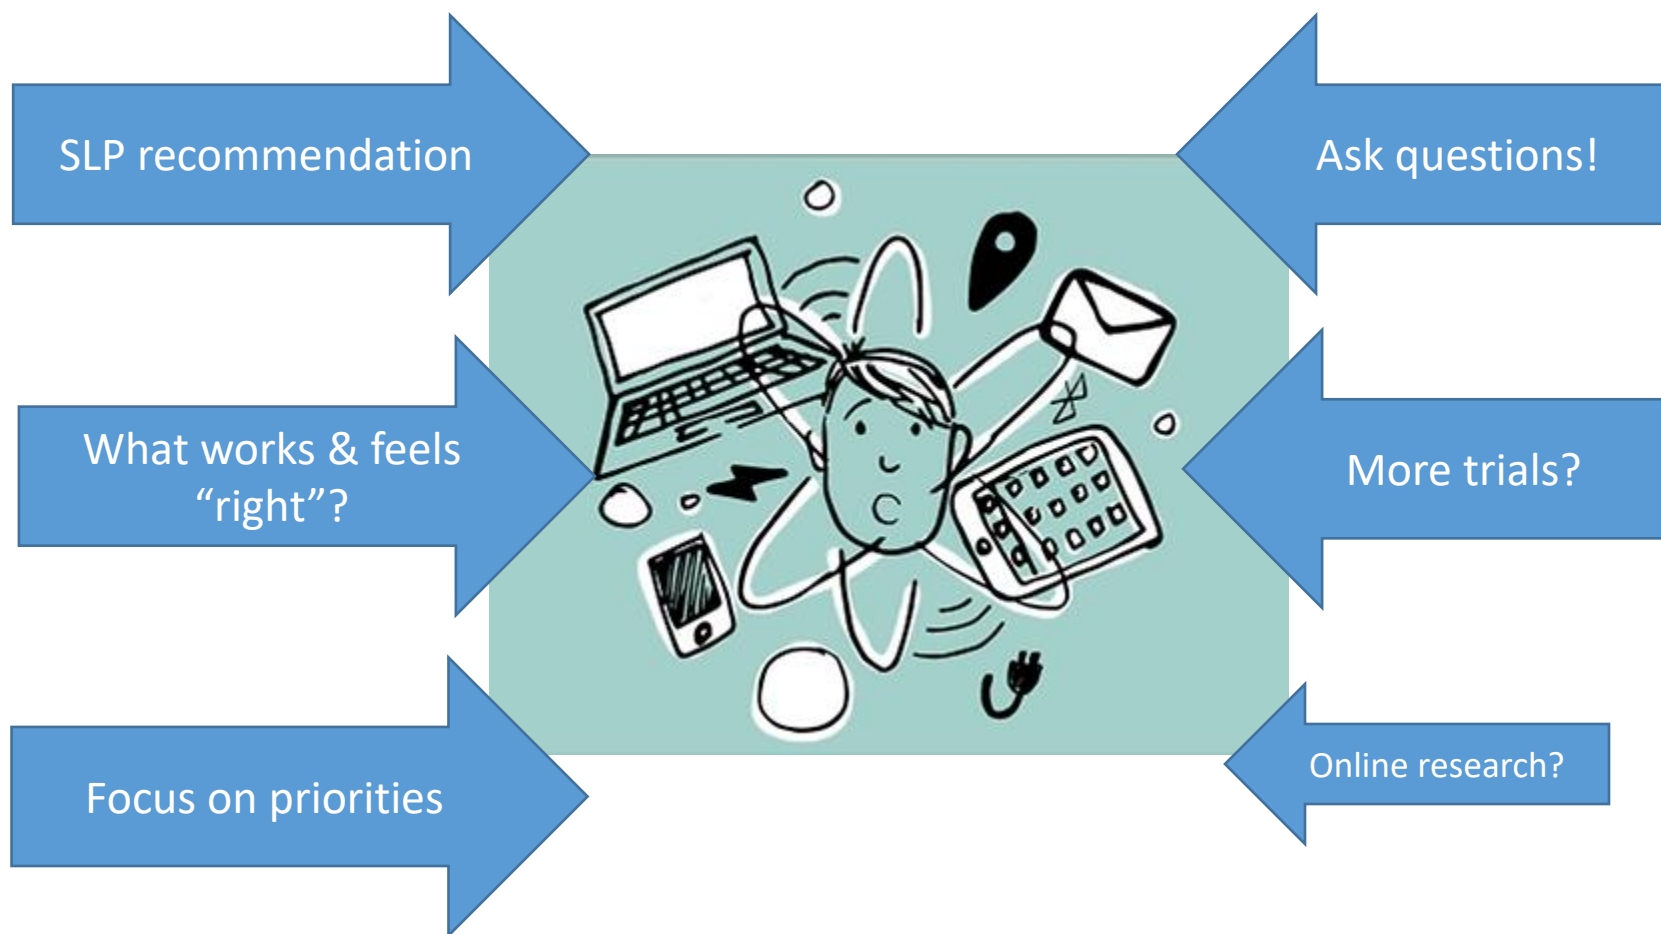 SLP recommendation
Ask questions!
What works & feels
“right”?
More trials?
Focus on priorities
Online research?